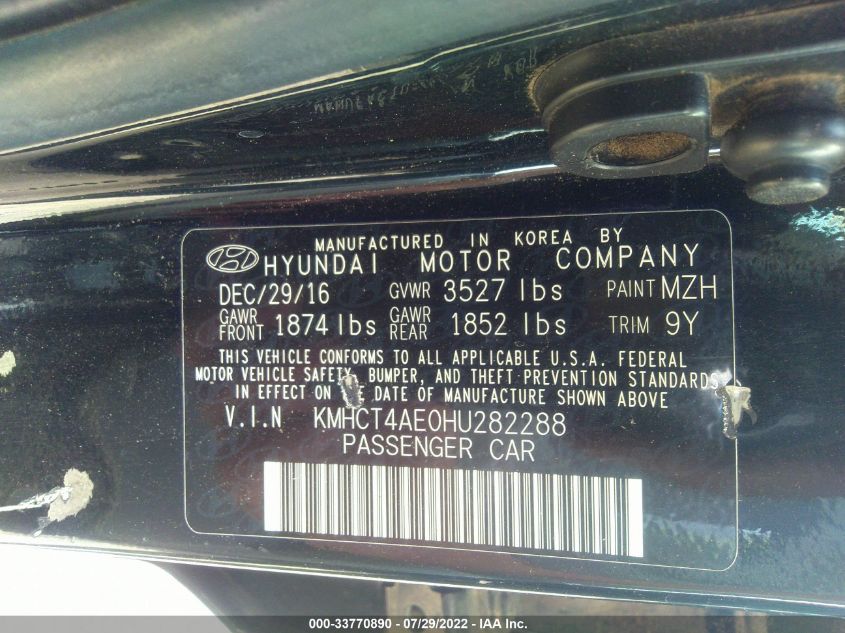 MANUFACTURED IN KOREA BY
HYUNDAI MOTOR COMPANY
DEC/29/16 GVWR 3527 lbs PAINT MZH
GAWR FRONT 1874 lbs GAWR REAR 1852 lbs TRIM 9Y
THIS VEHICLE CONFORMS TO ALL APPLICABLE U.S.A. FEDERAL
MOTOR VEHICLE SAFETY, BUMPER, AND THEFT PREVENTION STANDARDS
IN EFFECT ON DATE OF MANUFACTURE SHOWN ABOVE
V.I.N KMHCT4AE0HU282288
PASSENGER CAR
000-33770890 - 07/29/2022 - IAA Inc.